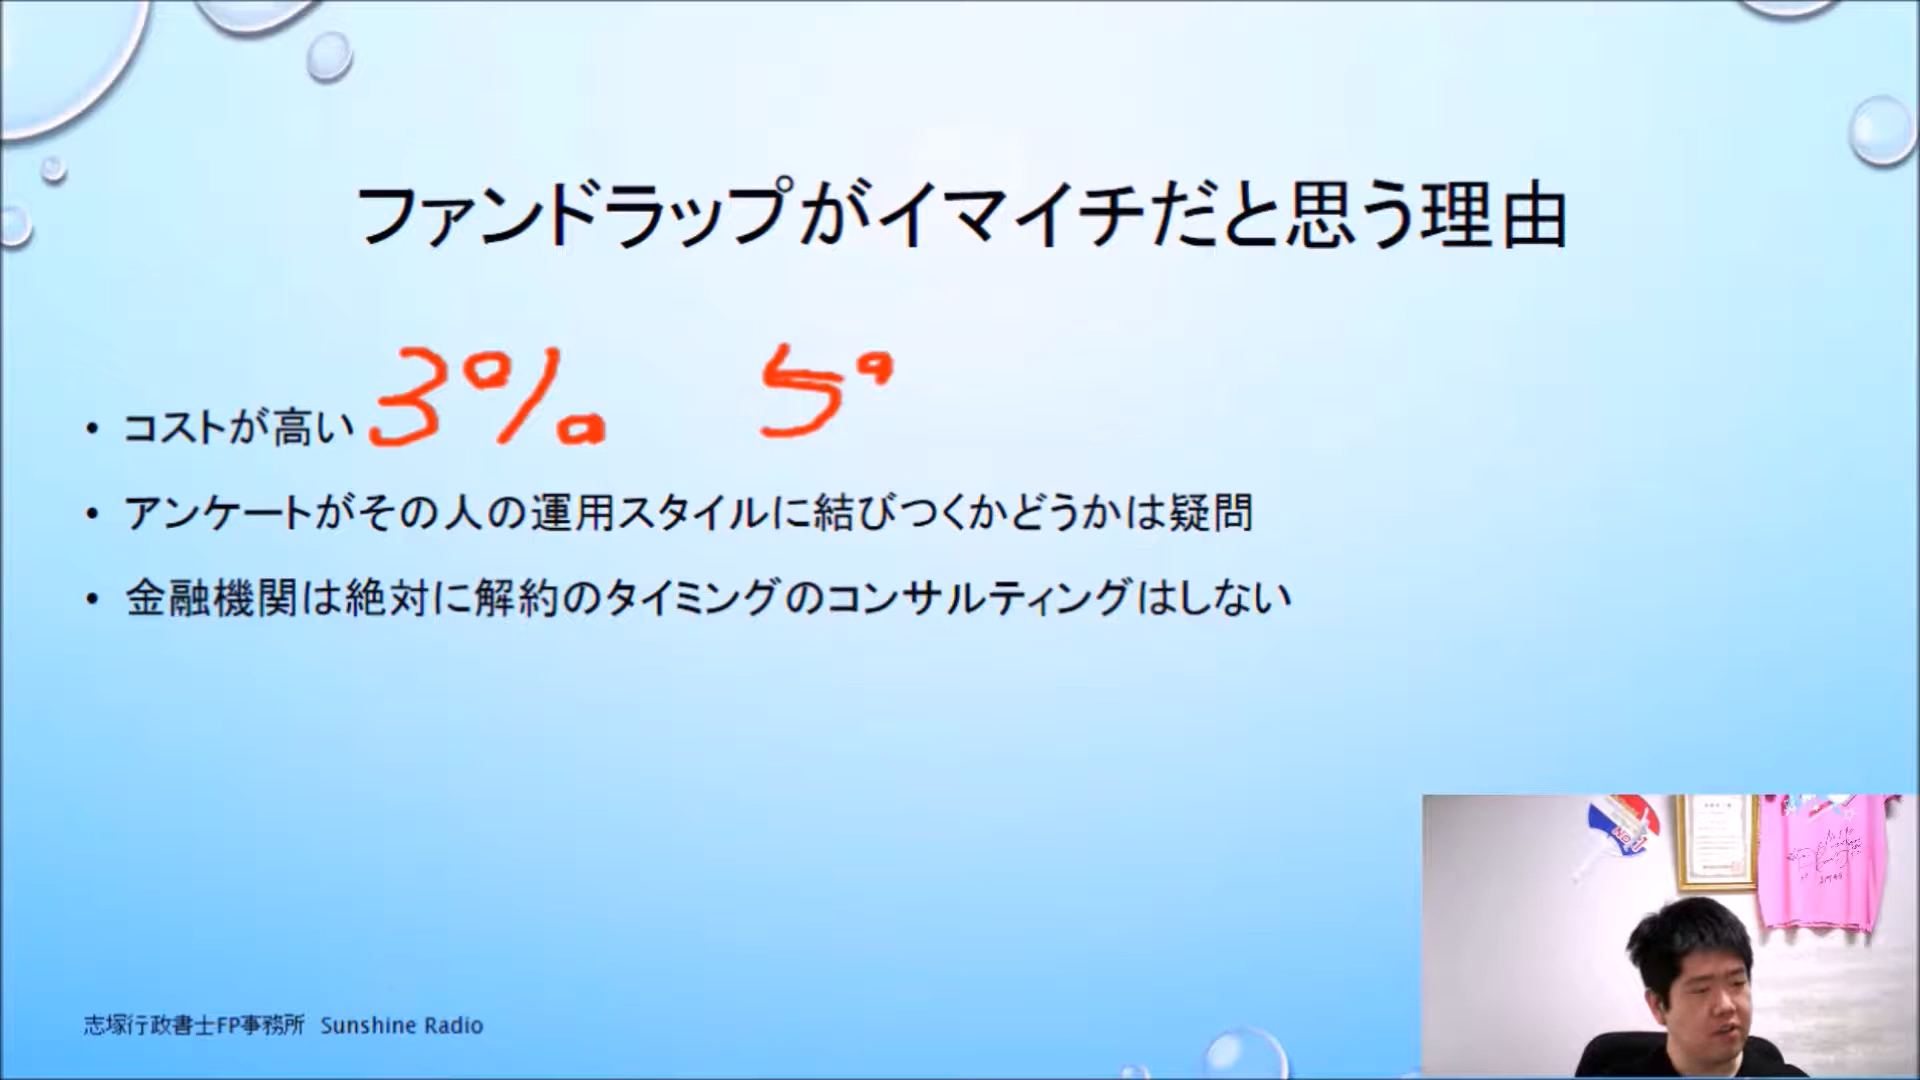 ファンドラップがイマイチだと思う理由
3%
5
• コストが高い
• アンケートがその人の運用スタイルに結びつくかどうかは疑問
• 金融機関は絶対に解約のタイミングのコンサルティングはしない
志塚行政書士FP事務所 Sunshine Radio